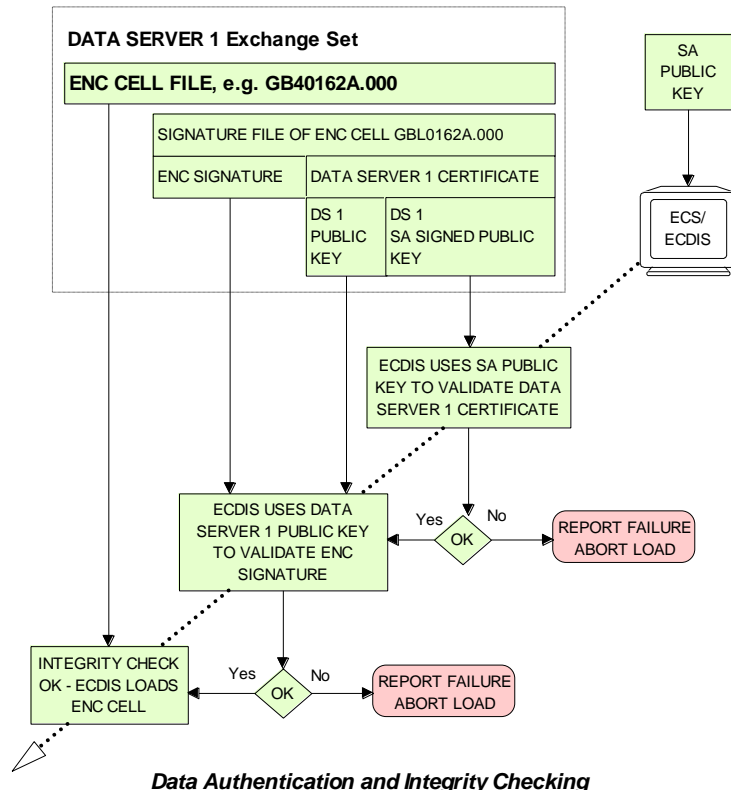 DATA SERVER 1 Exchange Set
ENC CELL FILE, e.g. GB40162A.000
SIGNATURE FILE OF ENC CELL GBL0162A.000
ENC SIGNATURE
DATA SERVER 1 CERTIFICATE
DS 1
PUBLIC
KEY
DS 1
SA SIGNED PUBLIC
KEY
SA
PUBLIC
KEY
ECS/
ECDIS
ECDIS USES SA PUBLIC
KEY TO VALIDATE DATA
SERVER 1 CERTIFICATE
ECDIS USES DATA
SERVER 1 PUBLIC KEY
TO VALIDATE ENC
SIGNATURE
Yes
OK
No
REPORT FAILURE
ABORT LOAD
INTEGRITY CHECK
OK - ECDIS LOADS
ENC CELL
Yes
OK
No
REPORT FAILURE
ABORT LOAD
Data Authentication and Integrity Checking